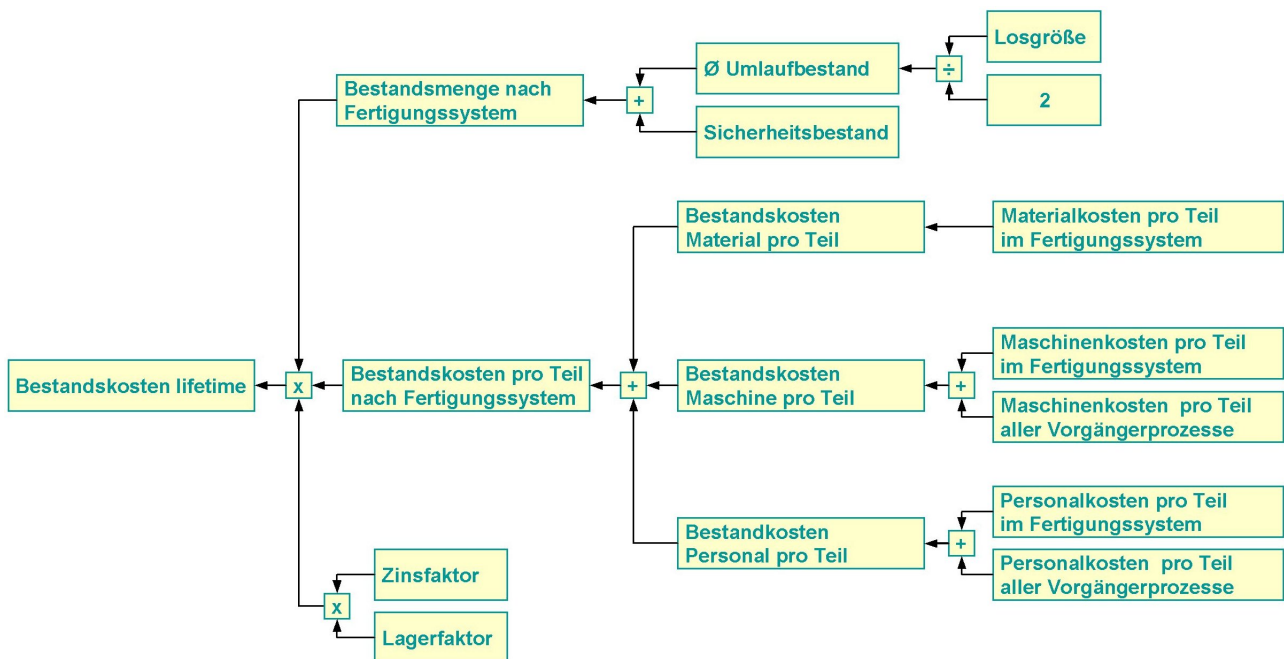 Losgröße
÷
2
Ø Umlaufbestand
+
Sicherheitsbestand
Bestandsmenge nach
Fertigungssystem
Bestandskosten
Material pro Teil
Materialkosten pro Teil
im Fertigungssystem
Bestandskosten lifetime
x
Bestandskosten pro Teil
nach Fertigungssystem
+
Bestandskosten
Maschine pro Teil
+
Maschinenkosten pro Teil
im Fertigungssystem
Maschinenkosten pro Teil
aller Vorgängerprozesse
Bestandkosten
Personal pro Teil
+
Personalkosten pro Teil
im Fertigungssystem
Personalkosten pro Teil
aller Vorgängerprozesse
Zinsfaktor
x
Lagerfaktor